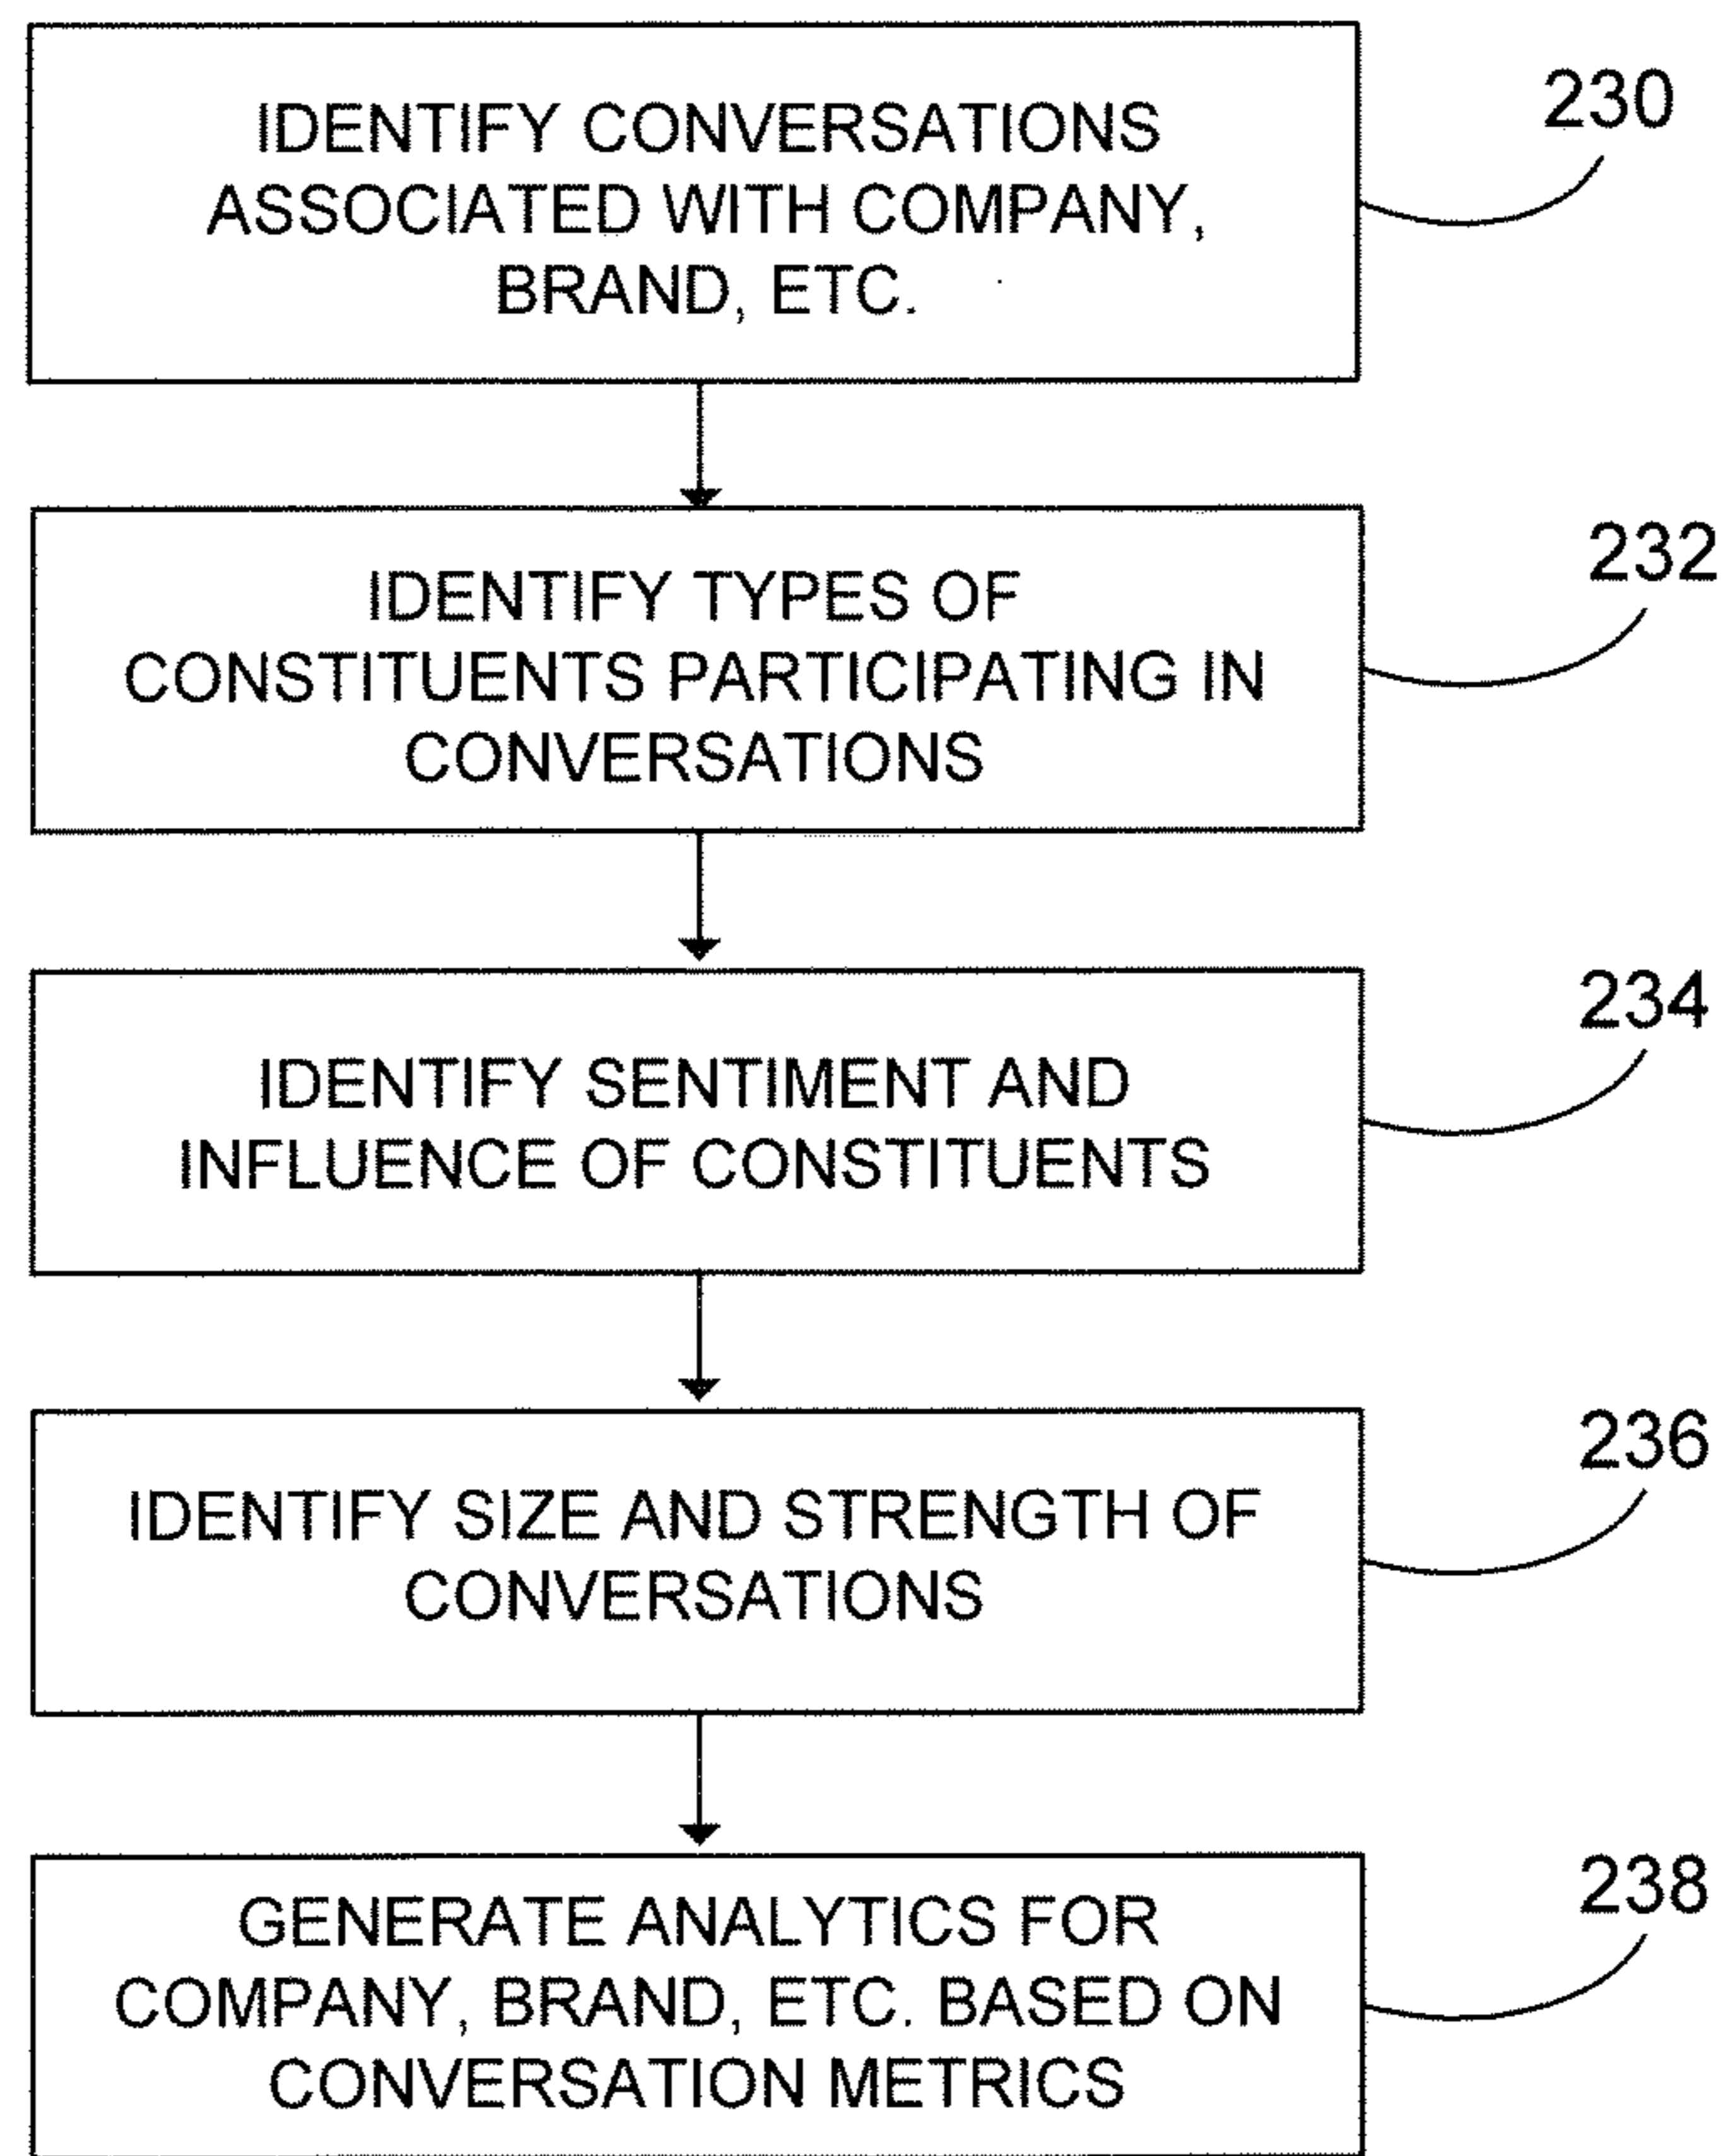 IDENTIFY CONVERSATIONS
ASSOCIATED WITH COMPANY,
BRAND, ETC.
230
IDENTIFY TYPES OF
CONSTITUENTS PARTICIPATING IN
CONVERSATIONS
232
IDENTIFY SENTIMENT AND
INFLUENCE OF CONSTITUENTS
234
IDENTIFY SIZE AND STRENGTH OF
CONVERSATIONS
236
GENERATE ANALYTICS FOR
COMPANY, BRAND, ETC. BASED ON
CONVERSATION METRICS
238